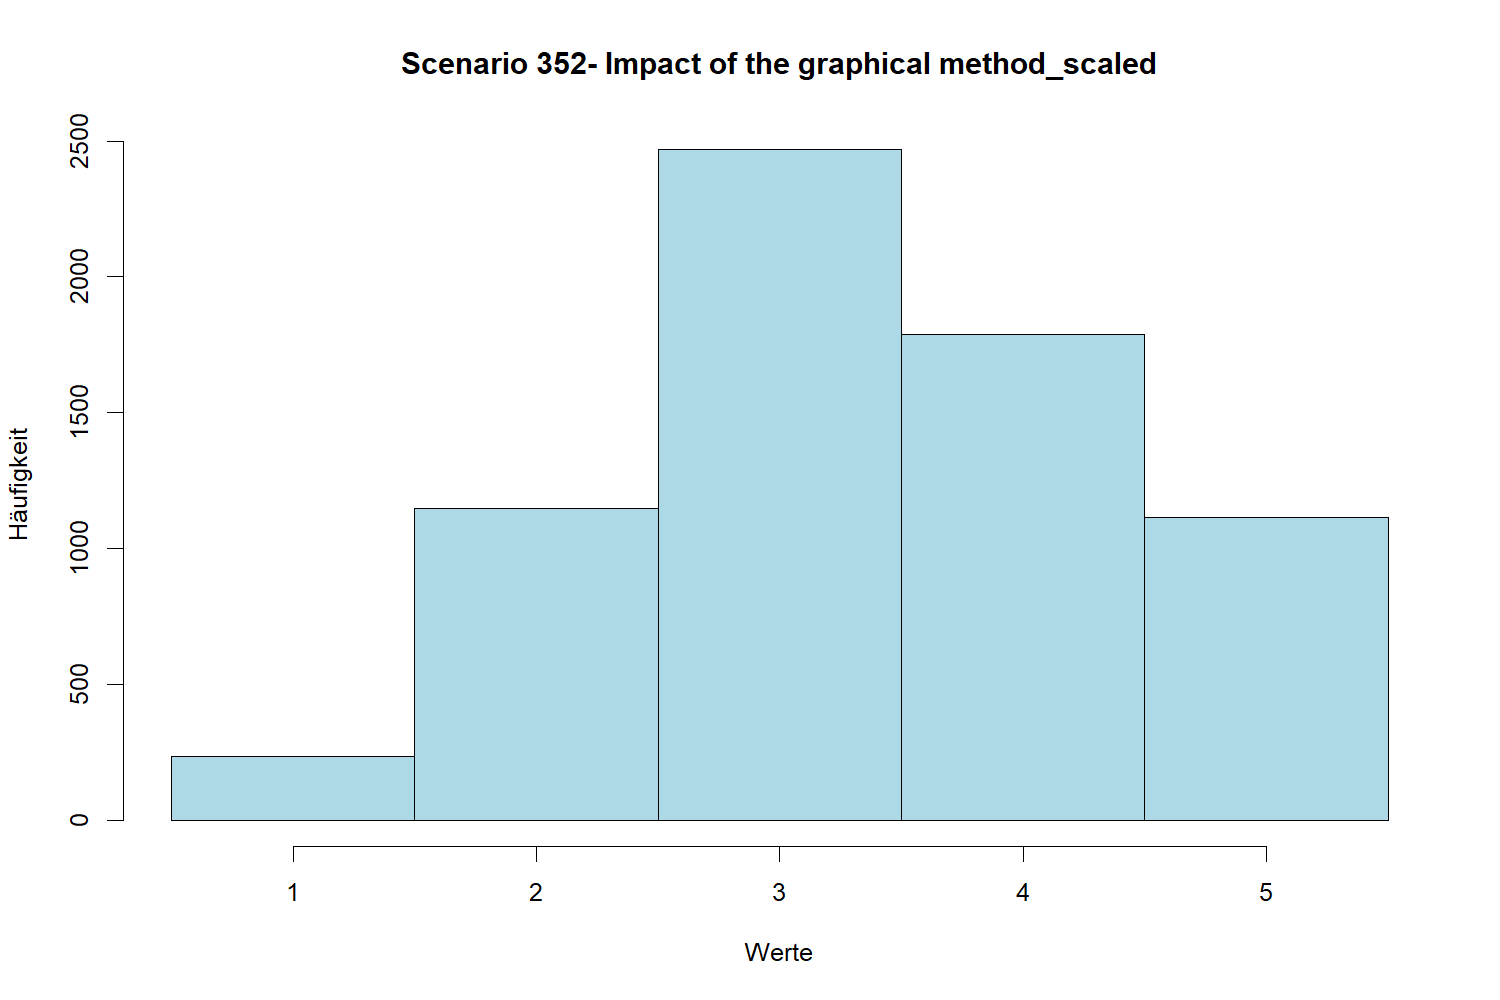 Scenario 352- Impact of the graphical method_scaled
2500
2000
1500
1000
500
0
Häufigkeit
1 2 3 4 5
Werte